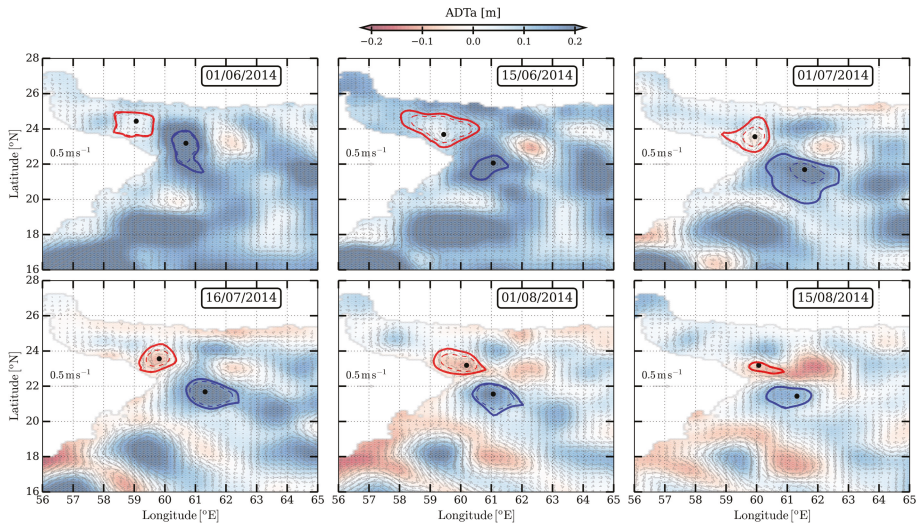 ADTa [m]
−0.2 −0.1 0.0 0.1 0.2
28 26 24 22 20 18 16
Latitude [°N]
01/06/2014
0.5 m s⁻¹
15/06/2014
0.5 m s⁻¹
01/07/2014
0.5 m s⁻¹
28 26 24 22 20 18 16
Latitude [°N]
16/07/2014
0.5 m s⁻¹
01/08/2014
0.5 m s⁻¹
15/08/2014
0.5 m s⁻¹
56 57 58 59 60 61 62 63 64 65
56 57 58 59 60 61 62 63 64 65
56 57 58 59 60 61 62 63 64 65
Longitude [°E]
Longitude [°E]
Longitude [°E]